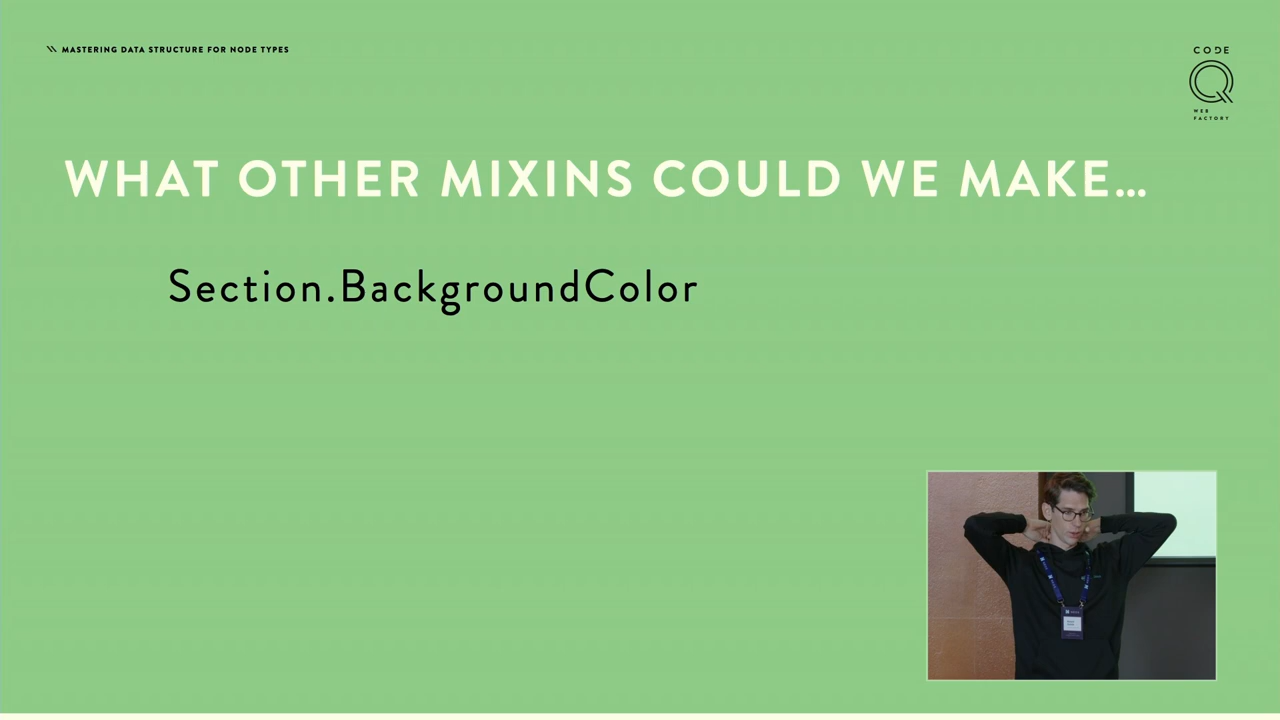 \\ MASTERING DATA STRUCTURE FOR NODE TYPES
CODE
Q
WEB
FACTORY
WHAT OTHER MIXINS COULD WE MAKE…
Section.BackgroundColor